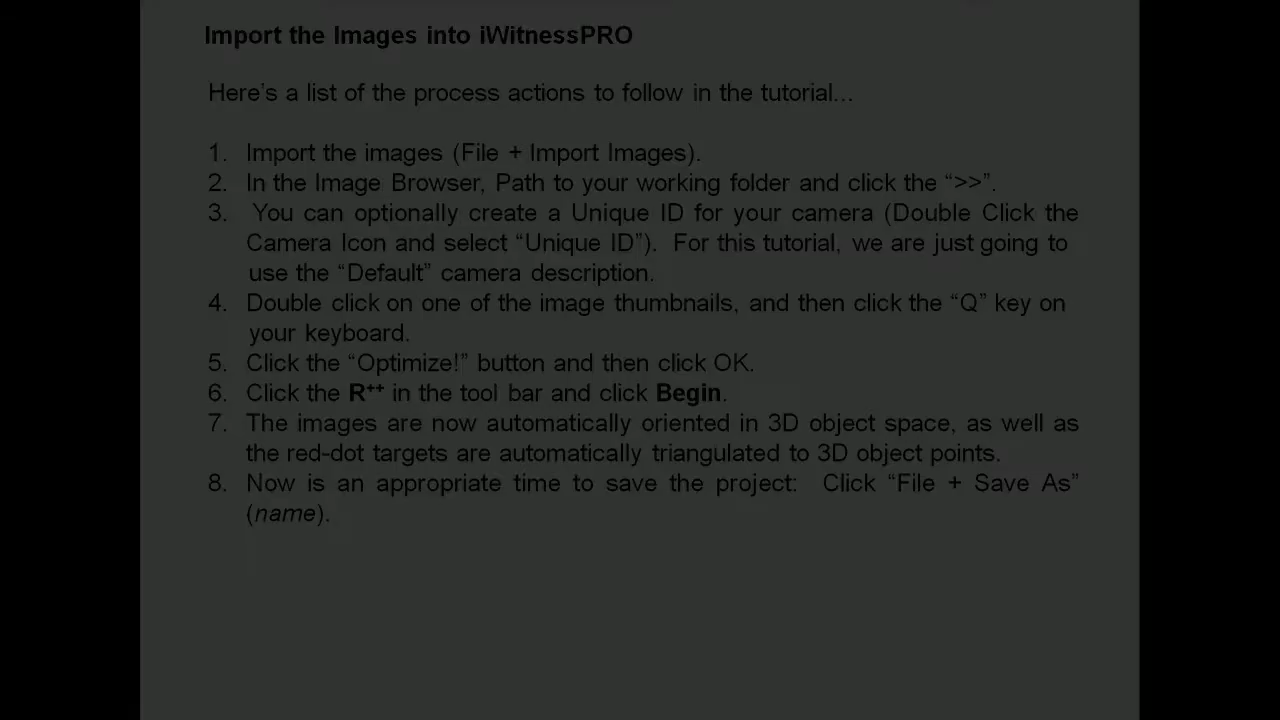 Import the Images into iWitnessPRO
Here’s a list of the process actions to follow in the tutorial...
1. Import the images (File + Import Images).
2. In the Image Browser, Path to your working folder and click the “>>”.
3. You can optionally create a Unique ID for your camera (Double Click the
Camera Icon and select “Unique ID”). For this tutorial, we are just going to
use the “Default” camera description.
4. Double click on one of the image thumbnails, and then click the “Q” key on
your keyboard.
5. Click the “Optimize!” button and then click OK.
6. Click the R++ in the tool bar and click Begin.
7. The images are now automatically oriented in 3D object space, as well as
the red-dot targets are automatically triangulated to 3D object points.
8. Now is an appropriate time to save the project: Click “File + Save As”
(name).